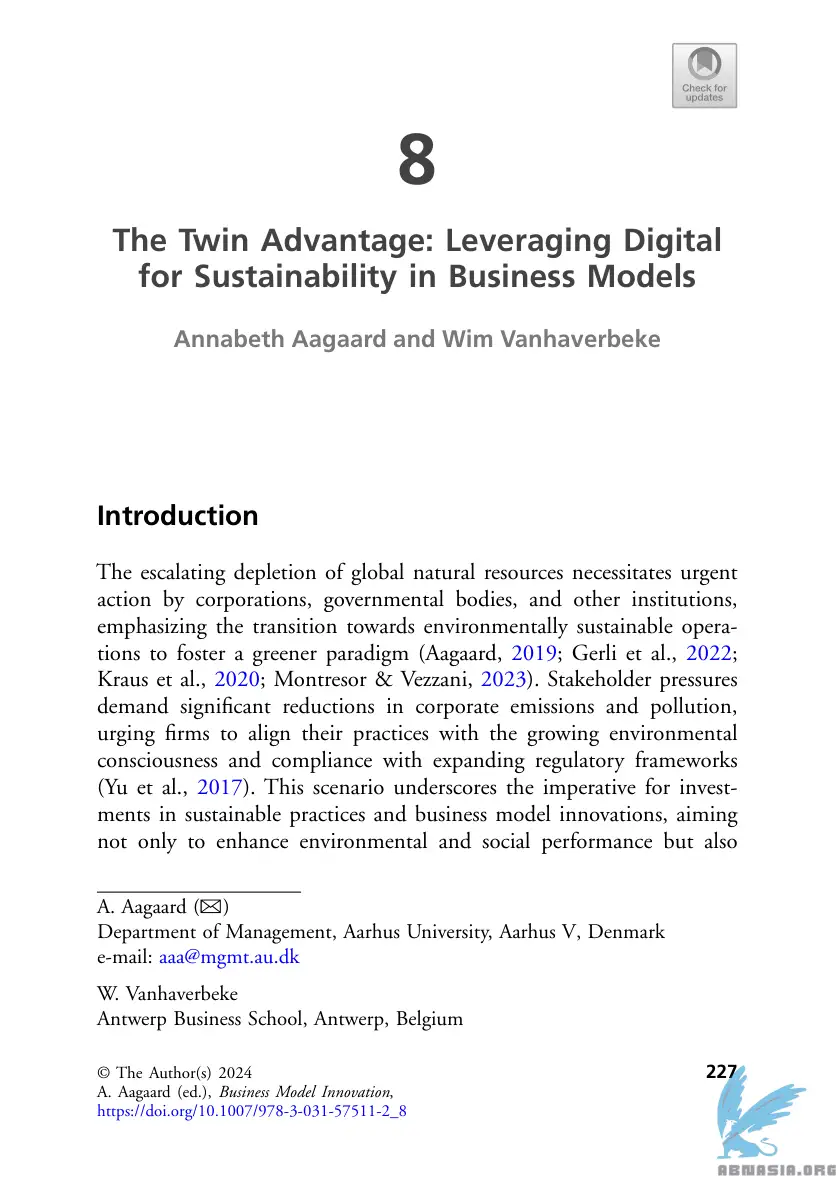 Check for
updates
8
The Twin Advantage: Leveraging Digital
for Sustainability in Business Models
Annabeth Aagaard and Wim Vanhaverbeke
Introduction
The escalating depletion of global natural resources necessitates urgent
action by corporations, governmental bodies, and other institutions,
emphasizing the transition towards environmentally sustainable opera-
tions to foster a greener paradigm (Aagaard, 2019; Gerli et al., 2022;
Kraus et al., 2020; Montresor & Vezzani, 2023). Stakeholder pressures
demand significant reductions in corporate emissions and pollution,
urging firms to align their practices with the growing environmental
consciousness and compliance with expanding regulatory frameworks
(Yu et al., 2017). This scenario underscores the imperative for invest-
ments in sustainable practices and business model innovations, aiming
not only to enhance environmental and social performance but also
A. Aagaard (✉)
Department of Management, Aarhus University, Aarhus V, Denmark
e-mail: aaa@mgmt.au.dk
W. Vanhaverbeke
Antwerp Business School, Antwerp, Belgium
© The Author(s) 2024
A. Aagaard (ed.), Business Model Innovation,
https://doi.org/10.1007/978-3-031-57511-2_8
227
ABMASIA.ORG